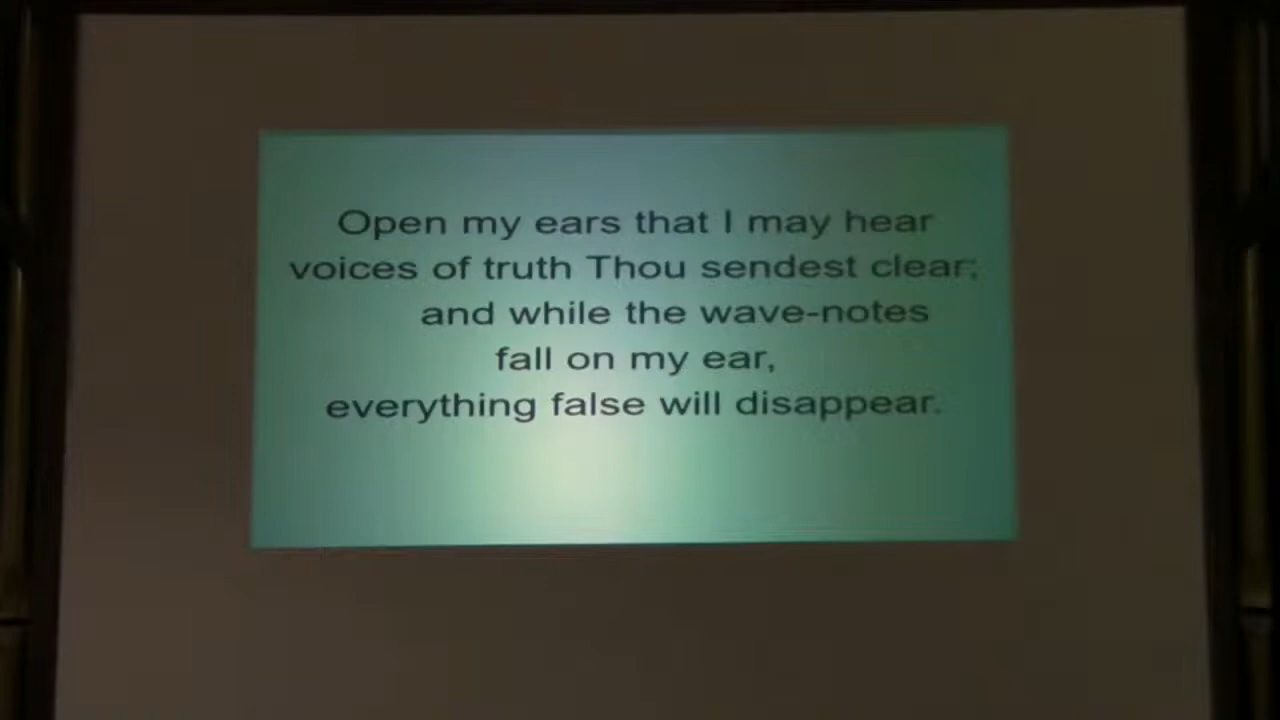 Open my ears that I may hear
voices of truth Thou sendest clear;
and while the wave-notes
fall on my ear,
everything false will disappear.